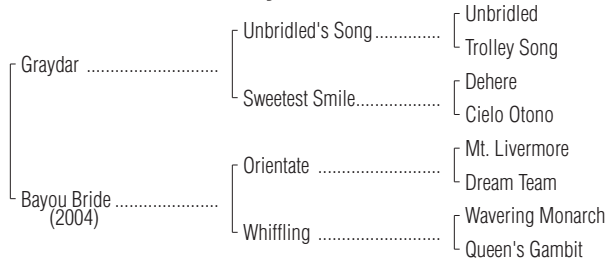 Unbridled
Unbridled's Song..............
Trolley Song
Graydar ............................
Dehere
Sweetest Smile..................
Cielo Otono
Mt. Livermore
Orientate ..........................
Dream Team
Bayou Bride ......................
(2004)
Wavering Monarch
Whiffling ..........................
Queen's Gambit